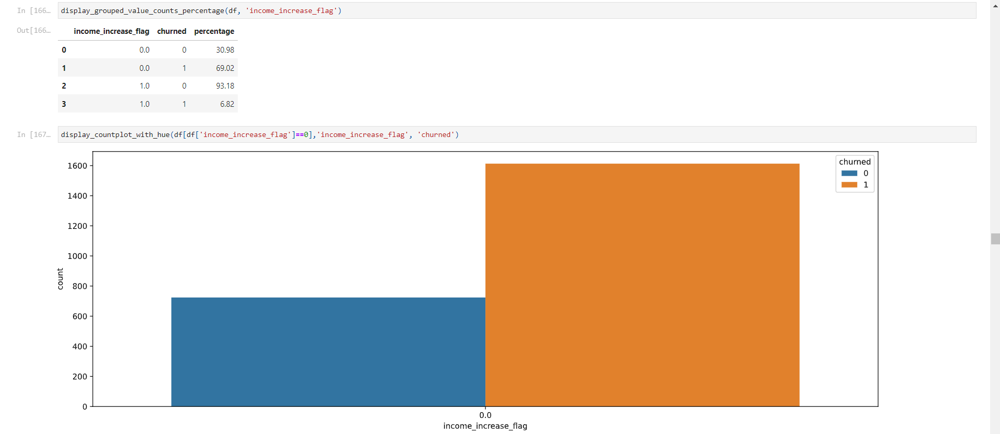 In [166… display_grouped_value_counts_percentage(df, 'income_increase_flag')
Out[166…
income_increase_flag churned percentage
0 0.0 0 30.98
1 0.0 1 69.02
2 1.0 0 93.18
3 1.0 1 6.82
In [167… display_countplot_with_hue(df[df['income_increase_flag']==0],'income_increase_flag', 'churned')
churned
0
1
1600
1400
1200
1000
800
600
400
200
0
count
0.0
income_increase_flag